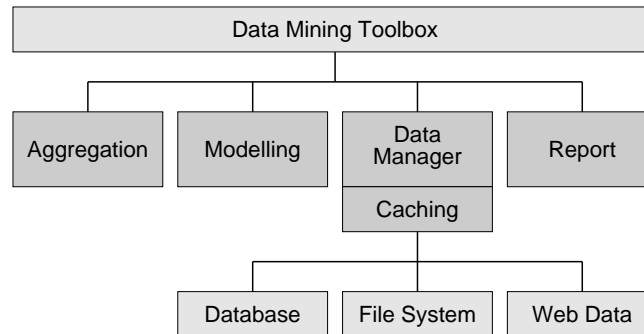 Data Mining Toolbox
Aggregation
Modelling
Data
Manager
Report
Caching
Database
File System
Web Data